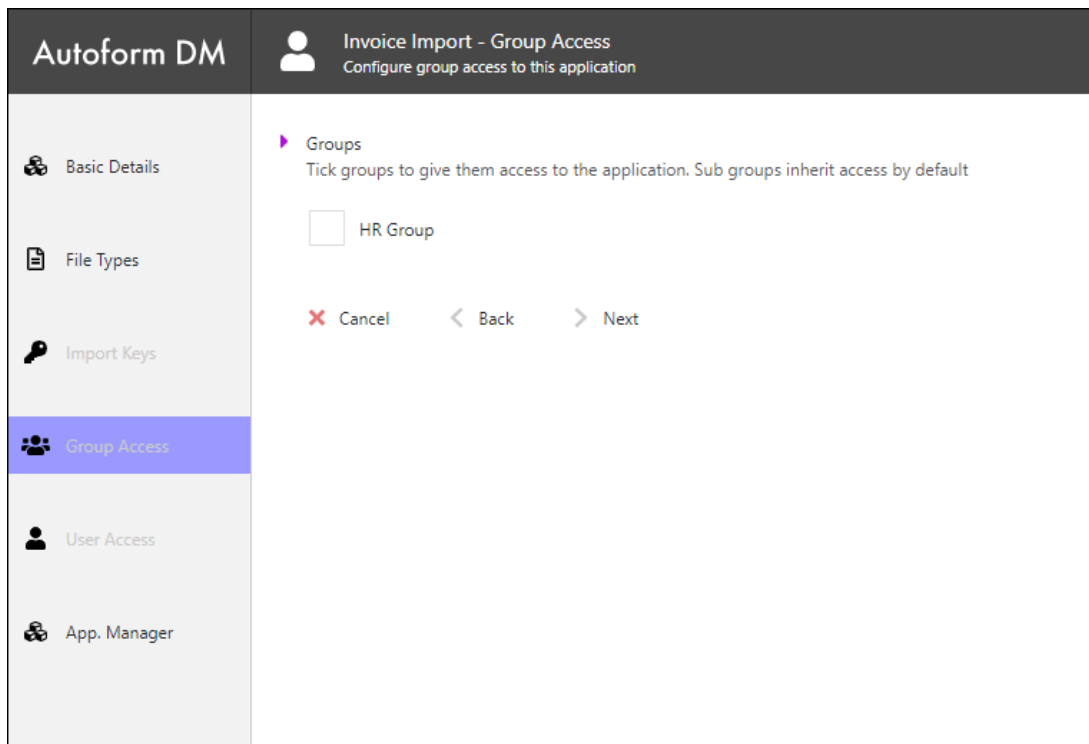 Autoform DM
Invoice Import - Group Access
Configure group access to this application
Basic Details
File Types
Import Keys
Group Access
User Access
App. Manager
Groups
Tick groups to give them access to the application. Sub groups inherit access by default
HR Group
Cancel
Back
Next